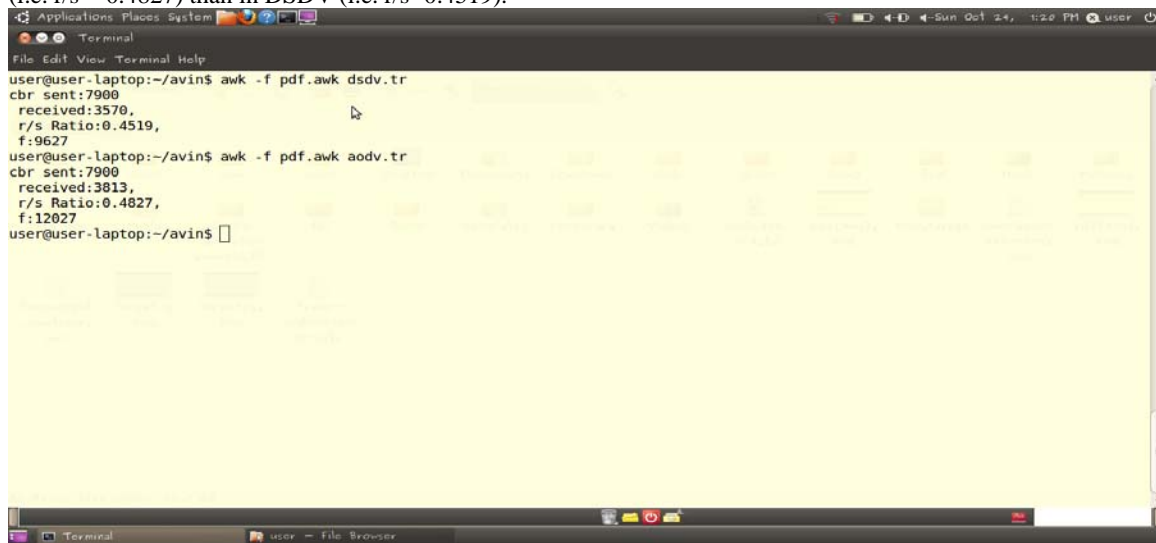 (i.e. r/s = 0.4827) than in DSDV (i.e. r/s=0.4519).
Applications Places System
Sun Oct 24, 1:20 PM user
Terminal
File Edit View Terminal Help
user@user-laptop:~/avin$ awk -f pdf.awk dsdv.tr
cbr sent:7900
received:3570,
r/s Ratio:0.4519,
f:9627
user@user-laptop:~/avin$ awk -f pdf.awk aodv.tr
cbr sent:7900
received:3813,
r/s Ratio:0.4827,
f:12027
user@user-laptop:~/avin$
Terminal
user - File Browser